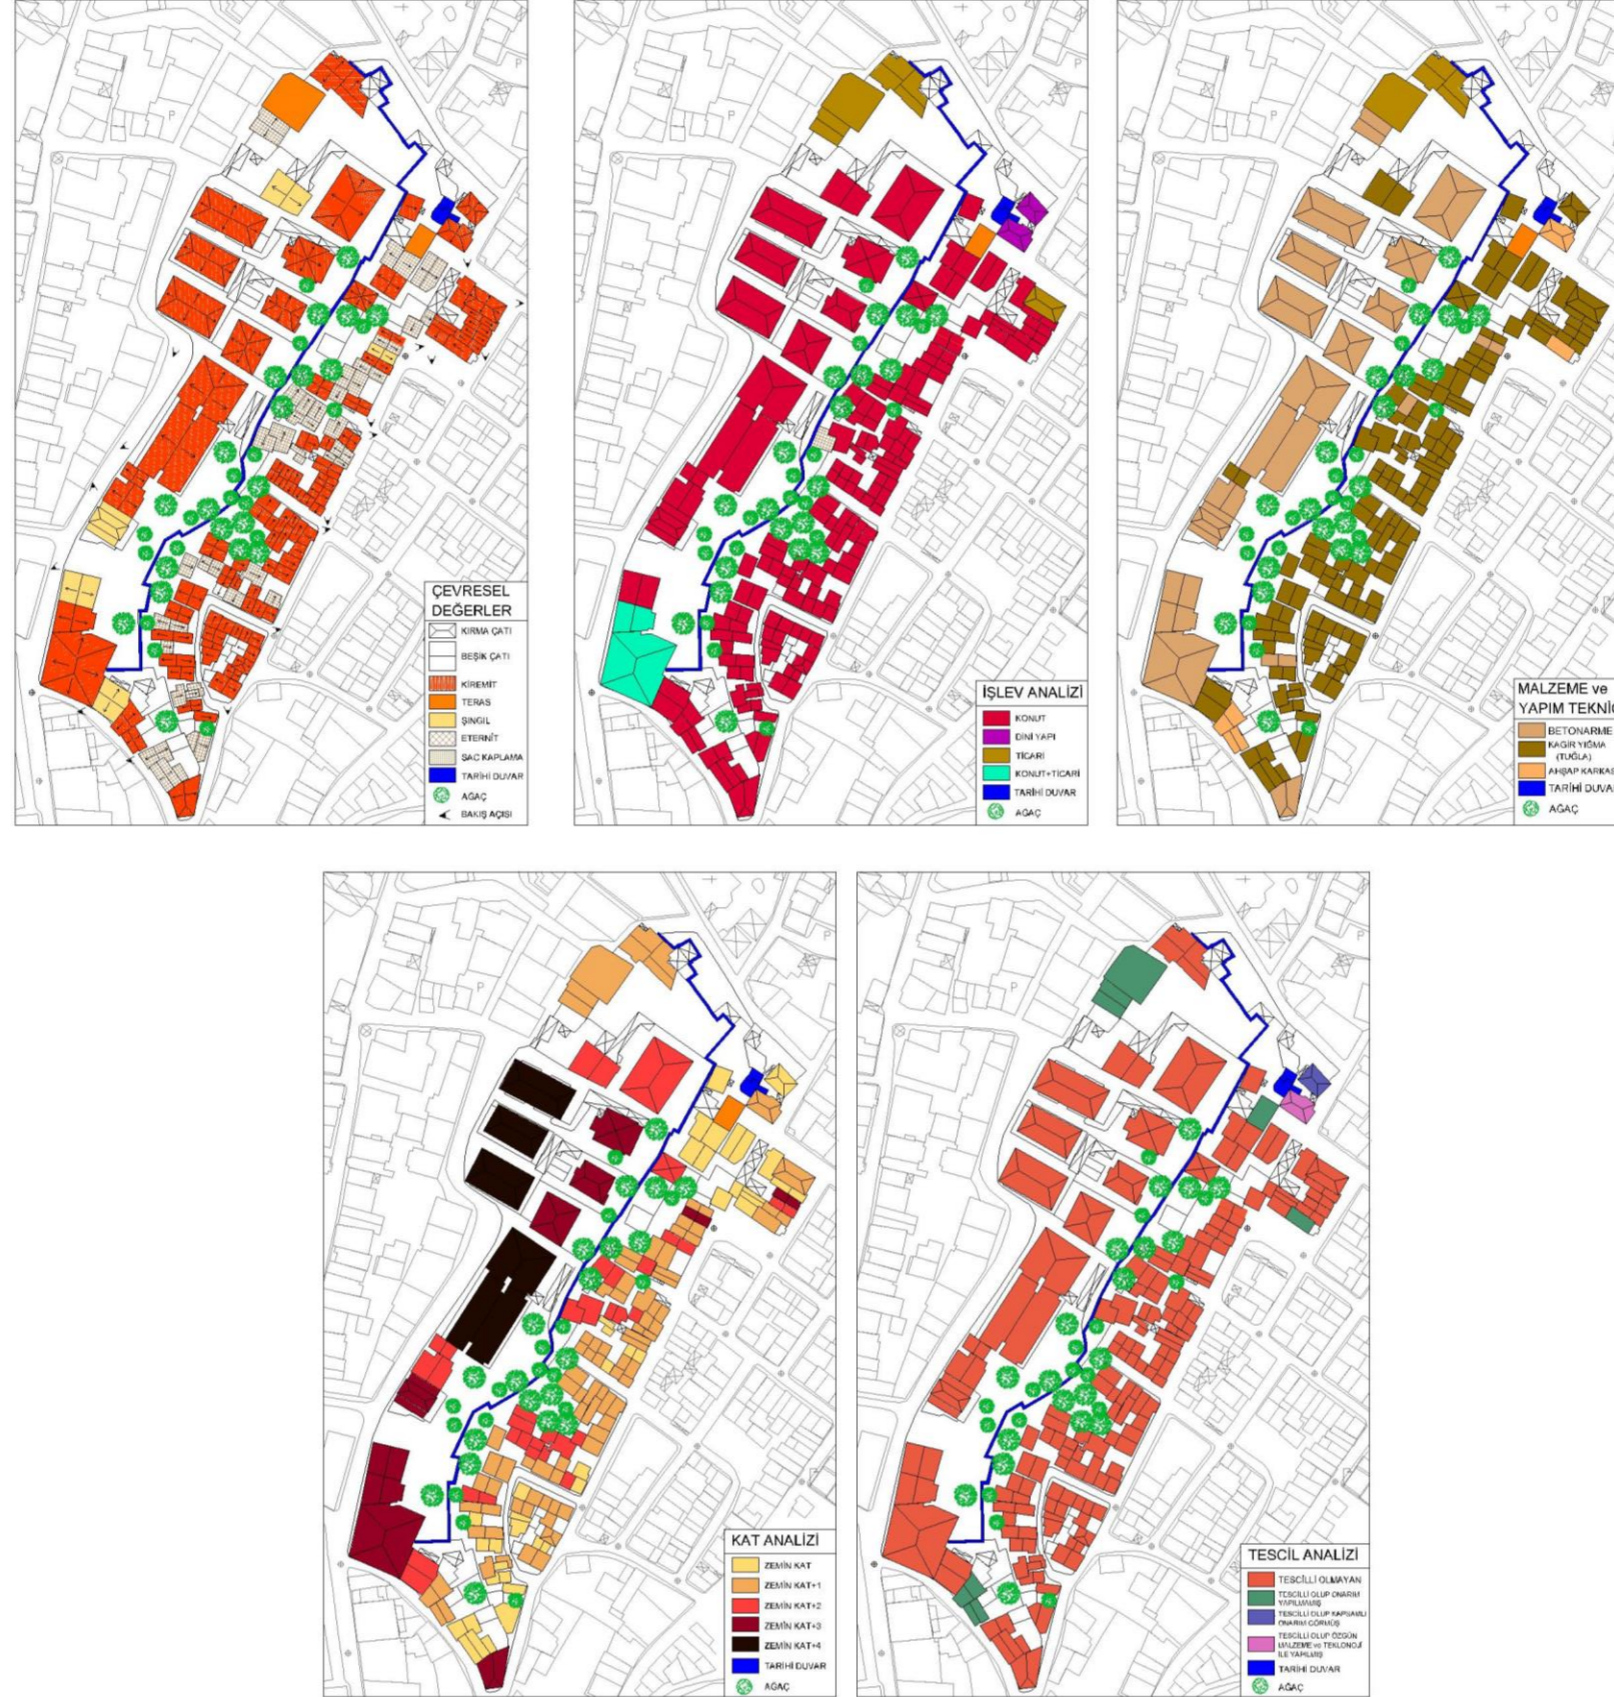 P
ÇEVRESEL
DEĞERLER
KIRMA ÇATI
BEŞİK ÇATI
KİREMİT
TERAS
ŞINGIL
ETERNİT
SAC KAPLAMA
TARİHİ DUVAR
AĞAÇ
BAKIŞ AÇISI
P
İŞLEV ANALİZİ
KONUT
DİNİ YAPI
TİCARİ
KONUT+TİCARİ
TARİHİ DUVAR
AĞAÇ
P
MALZEME ve
YAPIM TEKNİĞ
BETONARME
KAGİR YIĞMA
(TUĞLA)
AHŞAP KARKAS
TARİHİ DUVAR
AĞAÇ
P
P
KAT ANALİZİ
ZEMİN KAT
ZEMİN KAT+1
ZEMİN KAT+2
ZEMİN KAT+3
ZEMİN KAT+4
TARİHİ DUVAR
AĞAÇ
P
P
TESCİL ANALİZİ
TESCİLLİ OLMAYAN
TESCİLLİ OLUP ONARIM
YAPILMAMIŞ
TESCİLLİ OLUP KAPSAMLI
ONARIM GÖRMÜŞ
TESCİLLİ OLUP ÖZGÜN
MALZEME ve TEKLONOJİ
İLE YAPILMIŞ
TARİHİ DUVAR
AĞAÇ